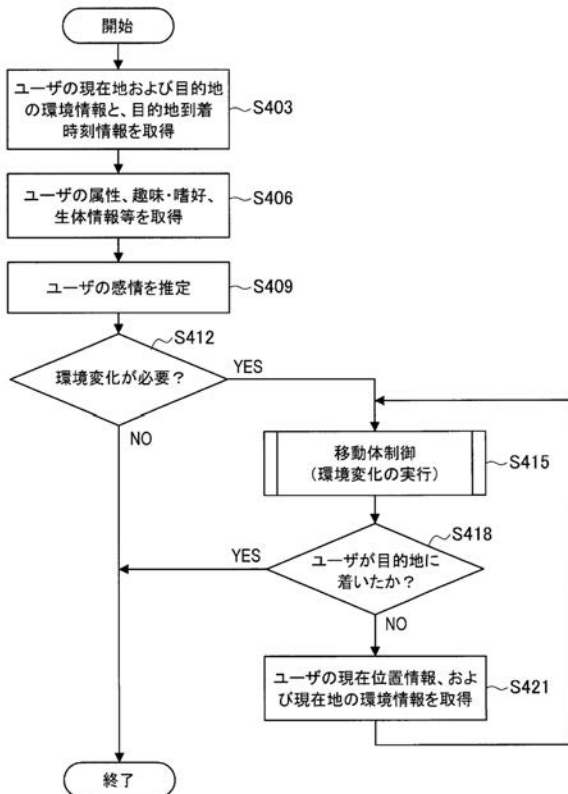 開始
ユーザの現在地および目的地
の環境情報と、目的地到着
時刻情報を取得
S403
ユーザの属性、趣味・嗜好、
生体情報等を取得
S406
ユーザの感情を推定
S409
S412
環境変化が必要？
YES
NO
移動体制御
(環境変化の実行)
S415
S418
ユーザが目的地に
着いたか？
YES
NO
ユーザの現在位置情報、およ
び現在地の環境情報を取得
S421
終了